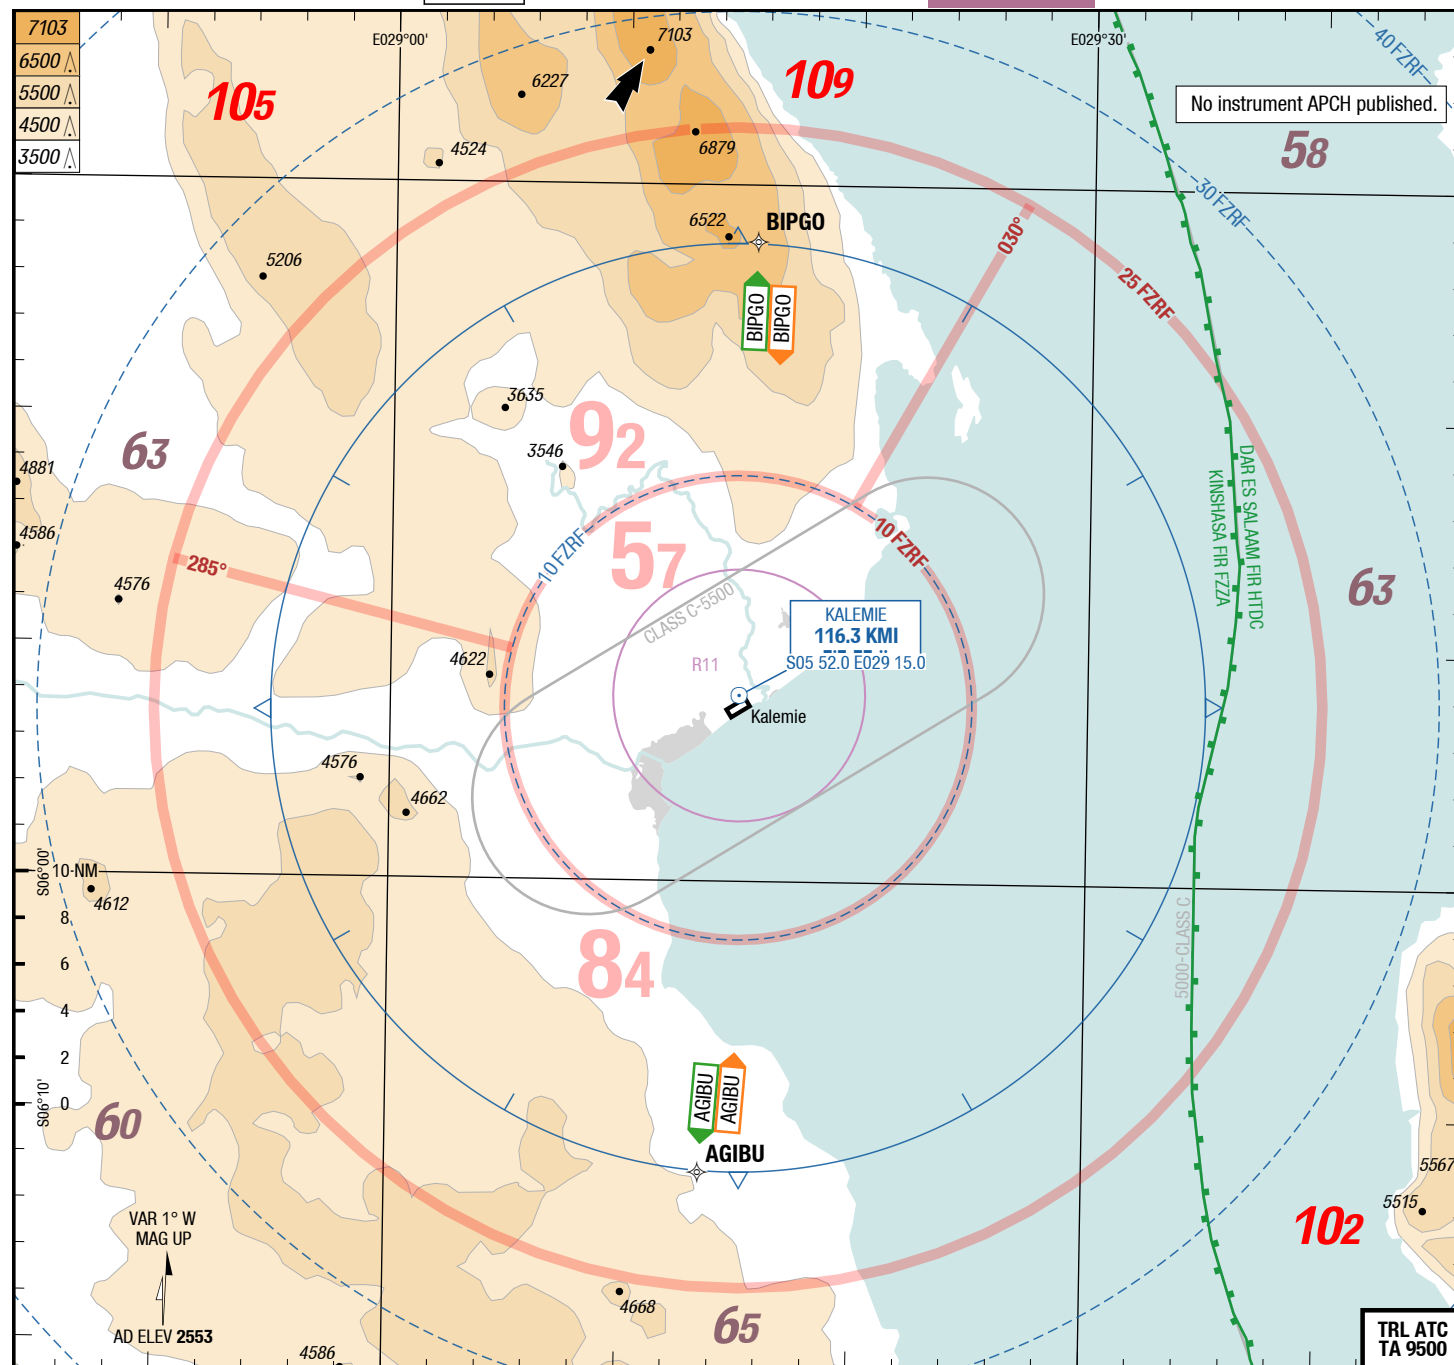 7103
6500
5500
4500
3500
E029°00'
E029°30'
7103
6227
4524
6879
6522
5206
105
109
40 FZRF
No instrument APCH published.
58
30 FZRF
BIPGO
030°
25 FZRF
BIPGO
BIPGO
3635
3546
92
63
4881
4586
4576
285°
57
10 FZRF
10 FZRF
CLASS C-5500
DAR ES SALAAM FIR HTDC
KINSHASA FIR FZZA
63
4622
R11
KALEMIE
116.3 KMI
S05 52.0 E029 15.0
Kalemie
4576
4662
S06°00'
10 NM
4612
8
6
4
2
0
S06°10'
84
5000-CLASS C
60
AGIBU
AGIBU
AGIBU
5567
5515
102
VAR 1° W
MAG UP
AD ELEV 2553
4668
65
4586
TRL ATC
TA 9500